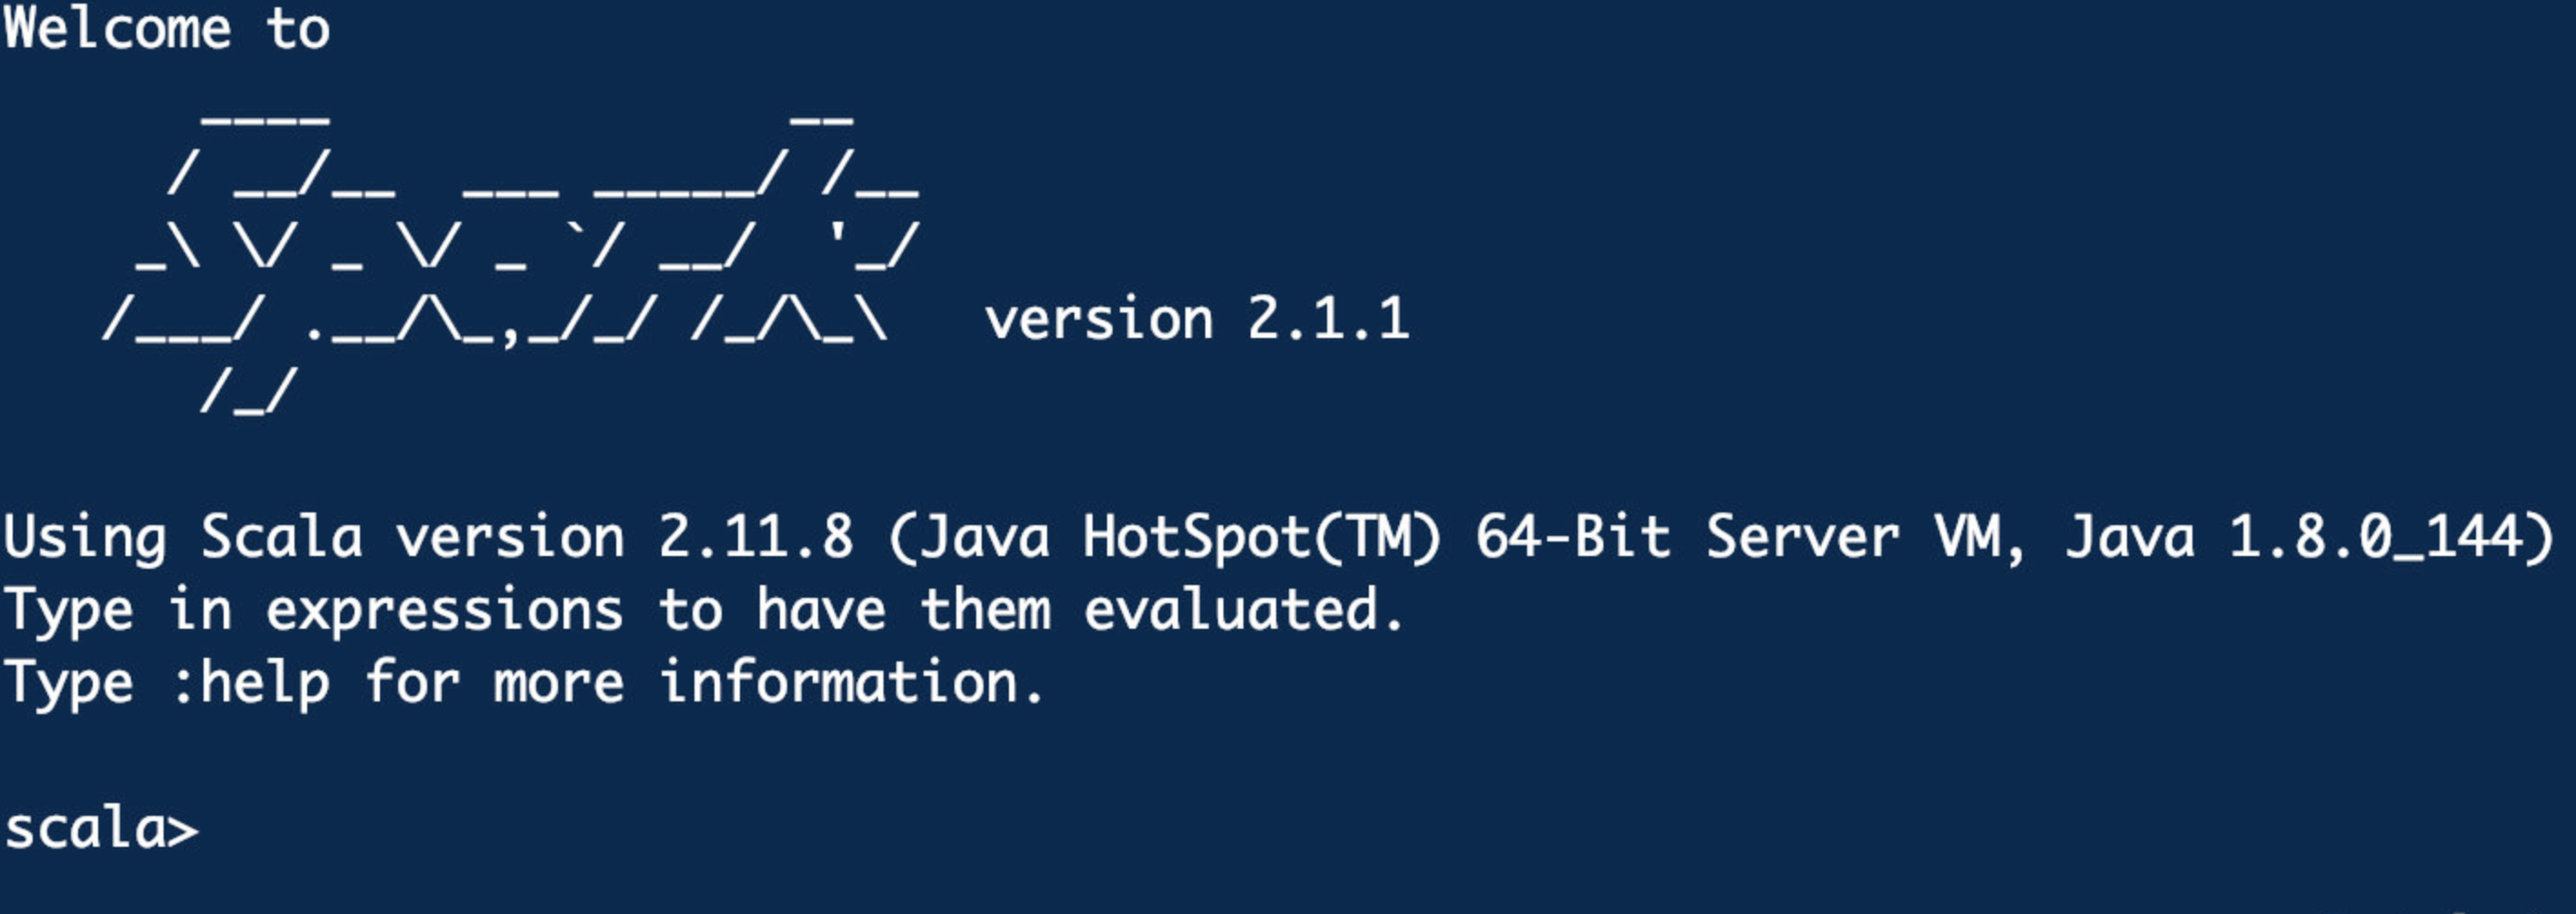 Welcome to
      ____              __
     / __/__  ___ _____/ /__
    _\ \/ _ \/ _ `/ __/  '_/
   /___/ .__/\_,_/_/ /_/\_\   version 2.1.1
      /_/
Using Scala version 2.11.8 (Java HotSpot(TM) 64-Bit Server VM, Java 1.8.0_144)
Type in expressions to have them evaluated.
Type :help for more information.
scala>